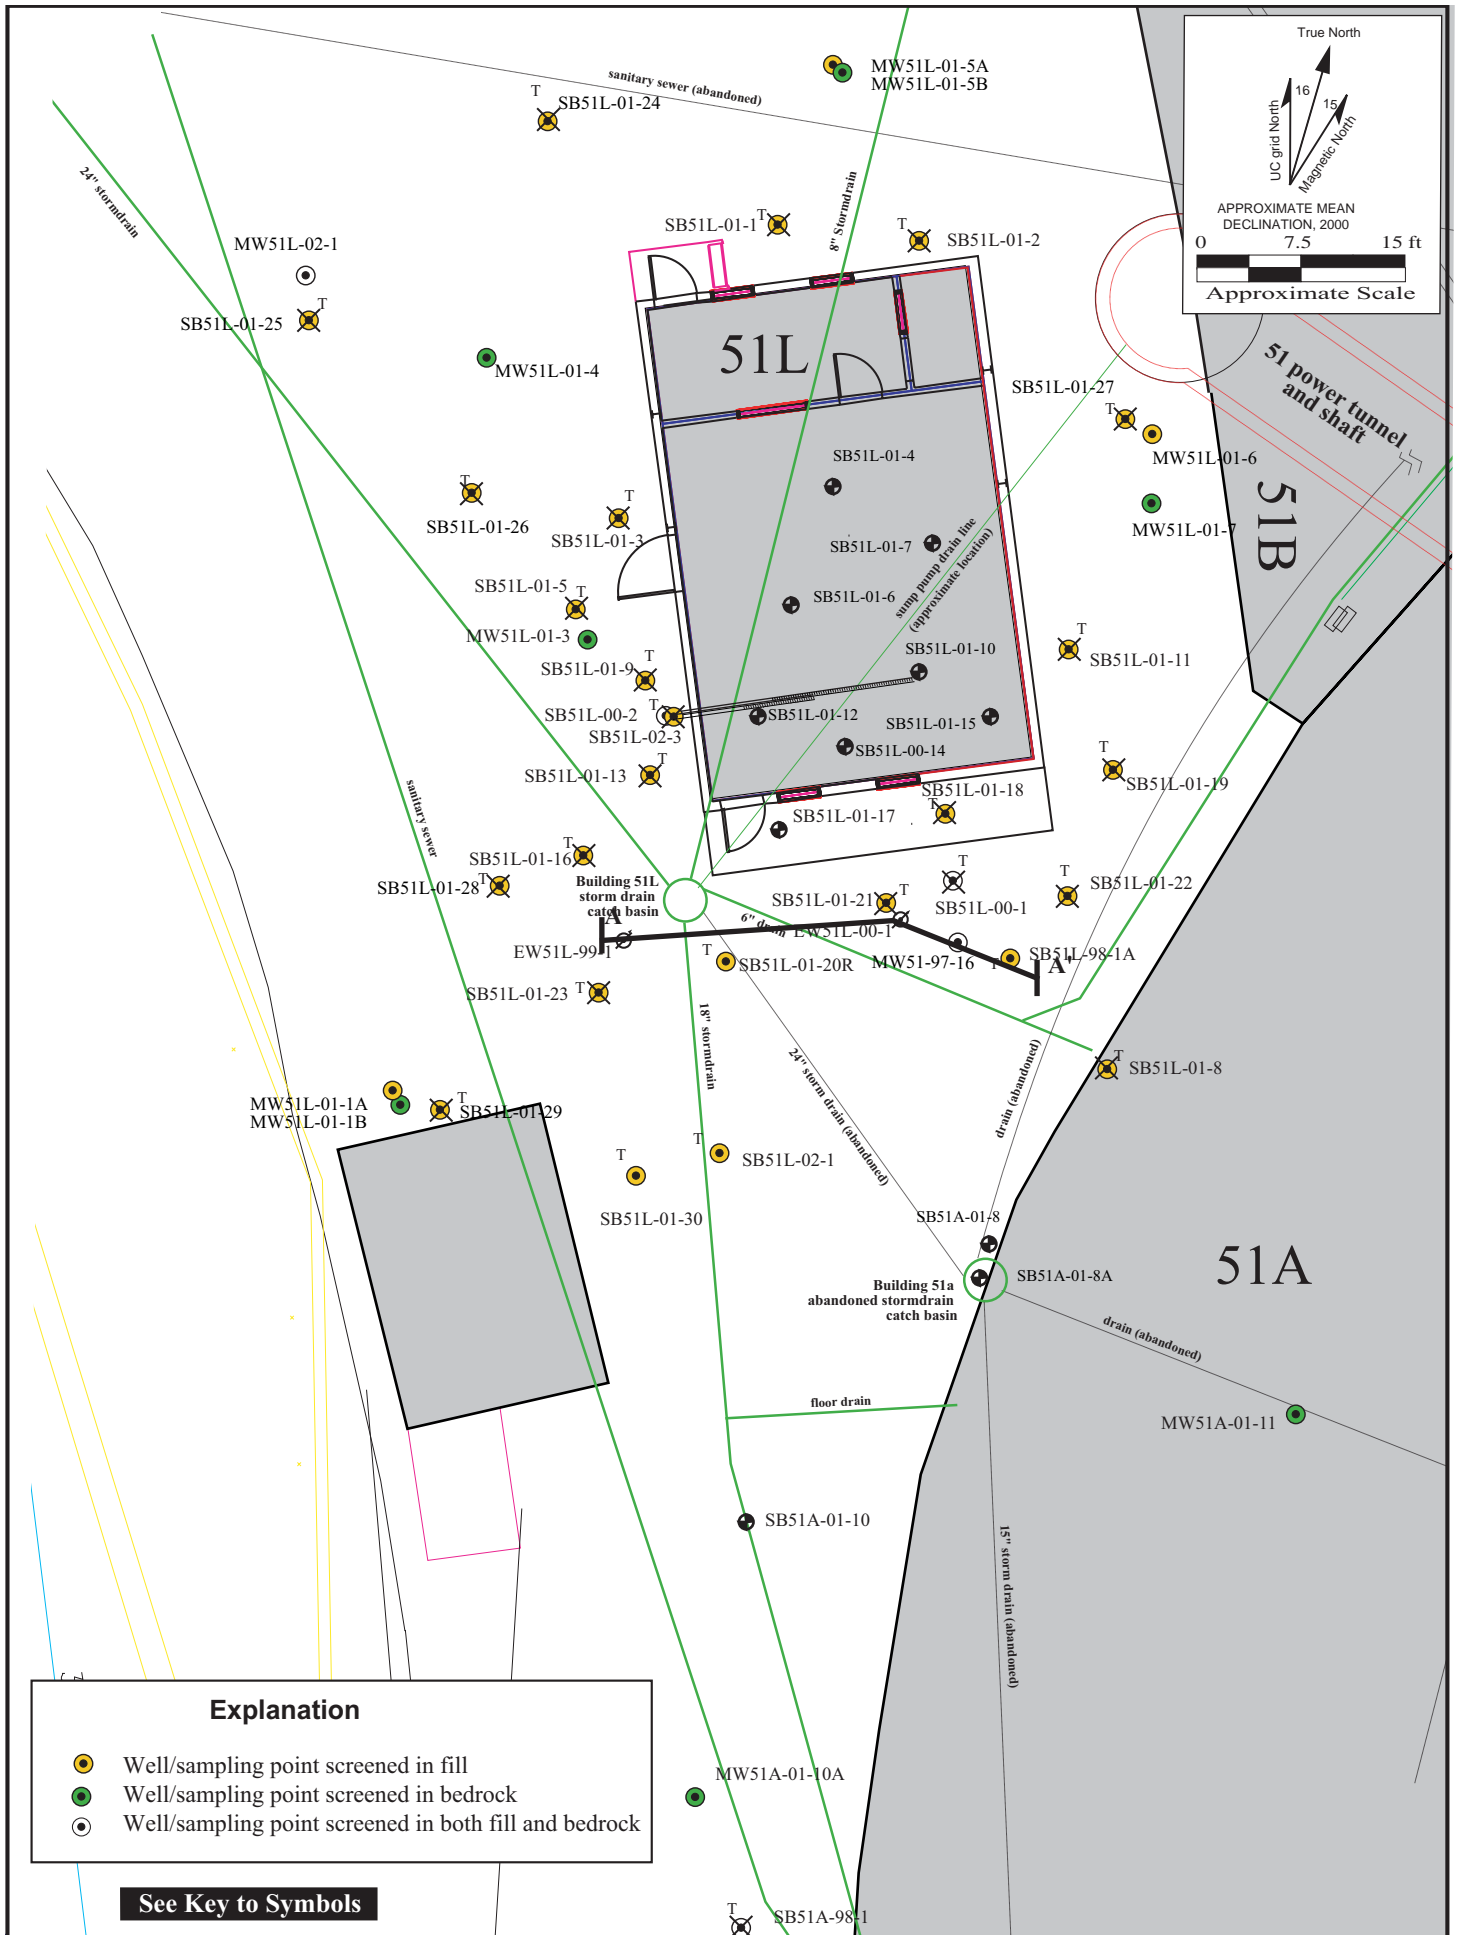 True North
16
15
UC grid North
Magnetic North
APPROXIMATE MEAN
DECLINATION, 2000
0 7.5 15 ft
Approximate Scale
sanitary sewer (abandoned)
MW51L-01-5A
MW51L-01-5B
T
SB51L-01-24
24" stormdrain
8" Stormdrain
SB51L-01-1
T
T
SB51L-01-2
MW51L-02-1
SB51L-01-25
T
MW51L-01-4
51L
SB51L-01-27
T
51 power tunnel
and shaft
MW51L-01-6
51B
MW51L-01-7
SB51L-01-4
T
SB51L-01-26
T
SB51L-01-3
SB51L-01-7
sump pump drain line
(approximate location)
SB51L-01-5
T
SB51L-01-6
MW51L-01-3
SB51L-01-9
T
SB51L-01-10
T
SB51L-01-11
SB51L-00-2
T
SB51L-02-3
SB51L-01-12
SB51L-01-15
SB51L-00-14
SB51L-01-13
T
T
SB51L-01-19
sanitary sewer
SB51L-01-18
T
SB51L-01-17
SB51L-01-16
T
SB51L-01-28
T
Building 51L
storm drain
catch basin
T
SB51L-01-21
T
SB51L-00-1
T
SB51L-01-22
A
6" drain
EW51L-00-1
EW51L-99-1
T
SB51L-01-20R
MW51-97-16
T
SB51L-98-1A
A'
SB51L-01-23
T
18" stormdrain
24" storm drain (abandoned)
drain (abandoned)
T
SB51L-01-8
MW51L-01-1A
MW51L-01-1B
T
SB51L-01-29
T
SB51L-02-1
T
SB51L-01-30
SB51A-01-8
SB51A-01-8A
51A
Building 51a
abandoned stormdrain
catch basin
drain (abandoned)
floor drain
MW51A-01-11
SB51A-01-10
15" storm drain (abandoned)
Explanation
Well/sampling point screened in fill
Well/sampling point screened in bedrock
Well/sampling point screened in both fill and bedrock
MW51A-01-10A
See Key to Symbols
T
SB51A-98-1